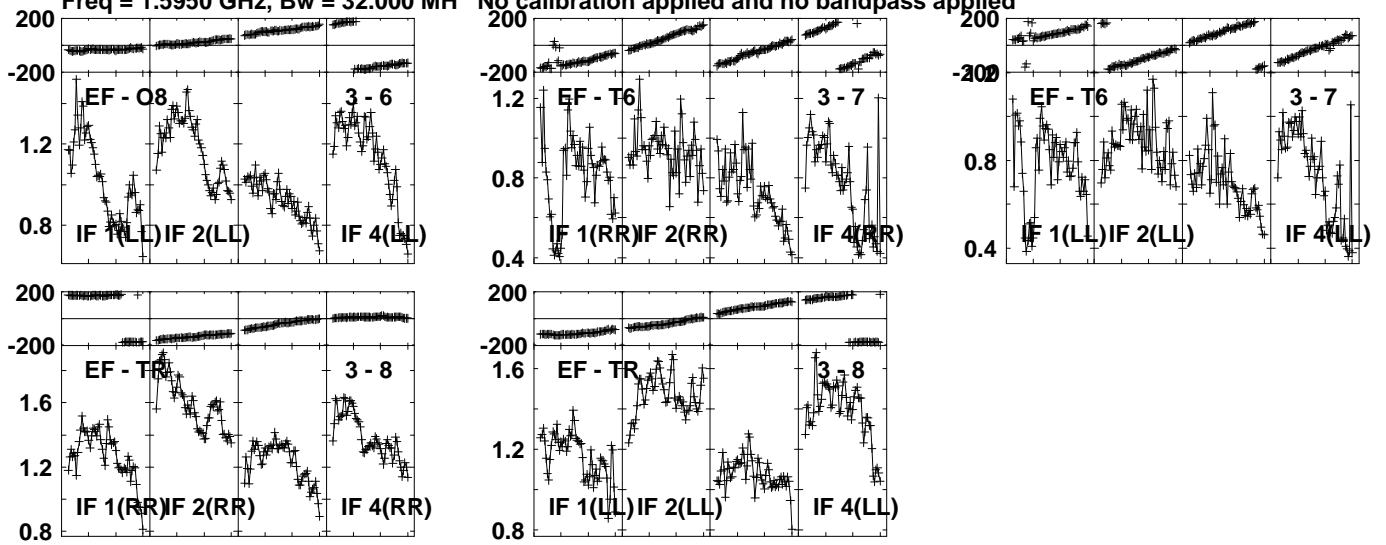 Freq = 1.5950 GHz, Bw = 32.000 MH No calibration applied and no bandpass applied
200
-200
EF - O8 3 - 6
1.2
0.8
IF 1(LL) IF 2(LL) IF 4(LL)
200
-200
EF - T6 3 - 7
1.2
0.8
0.4
IF 1(RR) IF 2(RR) IF 4(RR)
200
-200
1.2
EF - T6 3 - 7
0.8
0.4
IF 1(LL) IF 2(LL) IF 4(LL)
200
-200
EF - TR 3 - 8
1.6
1.2
0.8
IF 1(RR) IF 2(RR) IF 4(RR)
200
-200
EF - TR 3 - 8
1.6
1.2
0.8
IF 1(LL) IF 2(LL) IF 4(LL)